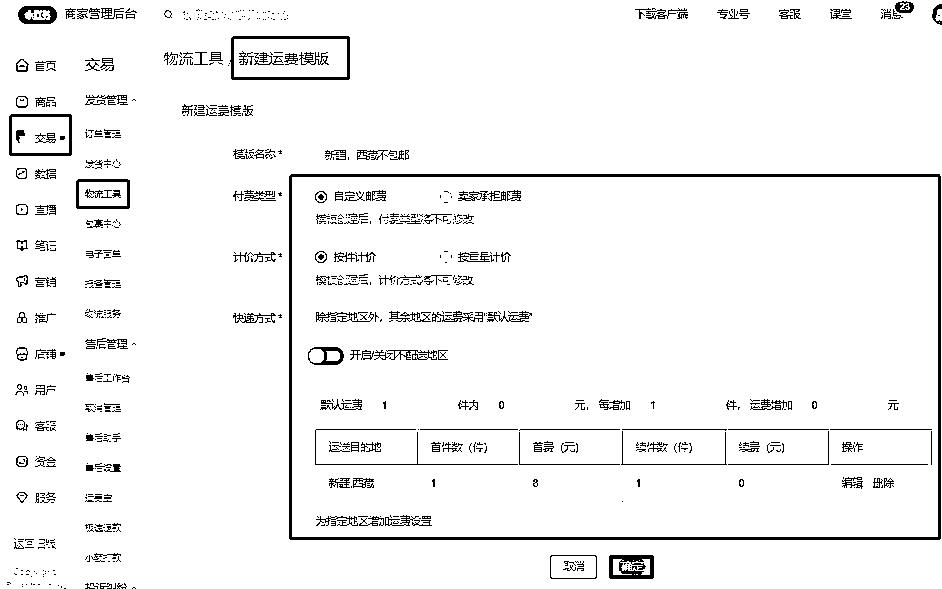 小红书 商家管理后台
下载客户端 专业号 客服 课堂 消息 23
首页
商品
交易
数据
直播
笔记
营销
推广
店铺
用户
客服
资金
服务
返回旧版
Copyright
交易
发货管理
订单管理
发货中心
物流工具
包裹中心
电子面单
报备管理
物流服务
售后管理
售后工作台
取消管理
售后助手
售后设置
运费宝
极速退款
小额打款
投诉纠纷
物流工具 / 新建运费模版
新建运费模版
模版名称* 新疆，西藏不包邮
付费类型* 自定义邮费 卖家承担邮费
模板创建后，付费类型将不可修改
计价方式* 按件计价 按重量计价
模板创建后，计价方式将不可修改
快递方式* 除指定地区外，其余地区的运费采用"默认运费"
开启/关闭不配送地区
默认运费 1 件内 0 元，每增加 1 件，运费增加 0 元
运送目的地 首件数（件） 首费（元） 续件数（件） 续费（元） 操作
新疆,西藏 1 8 1 0 编辑 删除
为指定地区增加运费设置
取消 确定